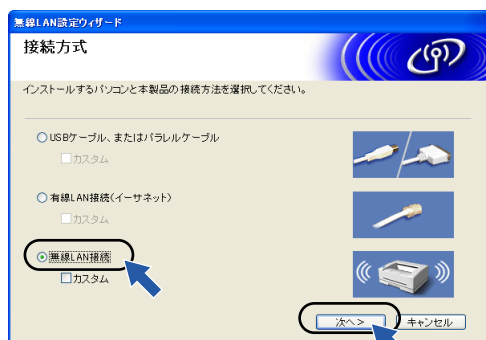 無線LAN設定ウィザード
接続方式
インストールするパソコンと本製品の接続方法を選択してください。
USBケーブル、またはパラレルケーブル
カスタム
有線LAN接続(イーサネット)
カスタム
無線LAN接続
カスタム
次へ >
キャンセル